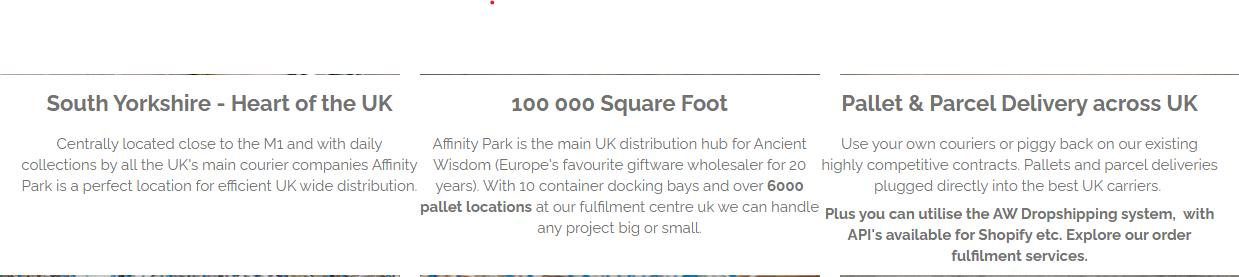 South Yorkshire - Heart of the UK
Centrally located close to the M1 and with daily
collections by all the UK's main courier companies Affinity
Park is a perfect location for efficient UK wide distribution.
100 000 Square Foot
Affinity Park is the main UK distribution hub for Ancient
Wisdom (Europe's favourite giftware wholesaler for 20
years). With 10 container docking bays and over 6000
pallet locations at our fulfilment centre uk we can handle
any project big or small.
Pallet & Parcel Delivery across UK
Use your own couriers or piggy back on our existing
highly competitive contracts. Pallets and parcel deliveries
plugged directly into the best UK carriers.
Plus you can utilise the AW Dropshipping system,  with
API's available for Shopify etc. Explore our order
fulfilment services.